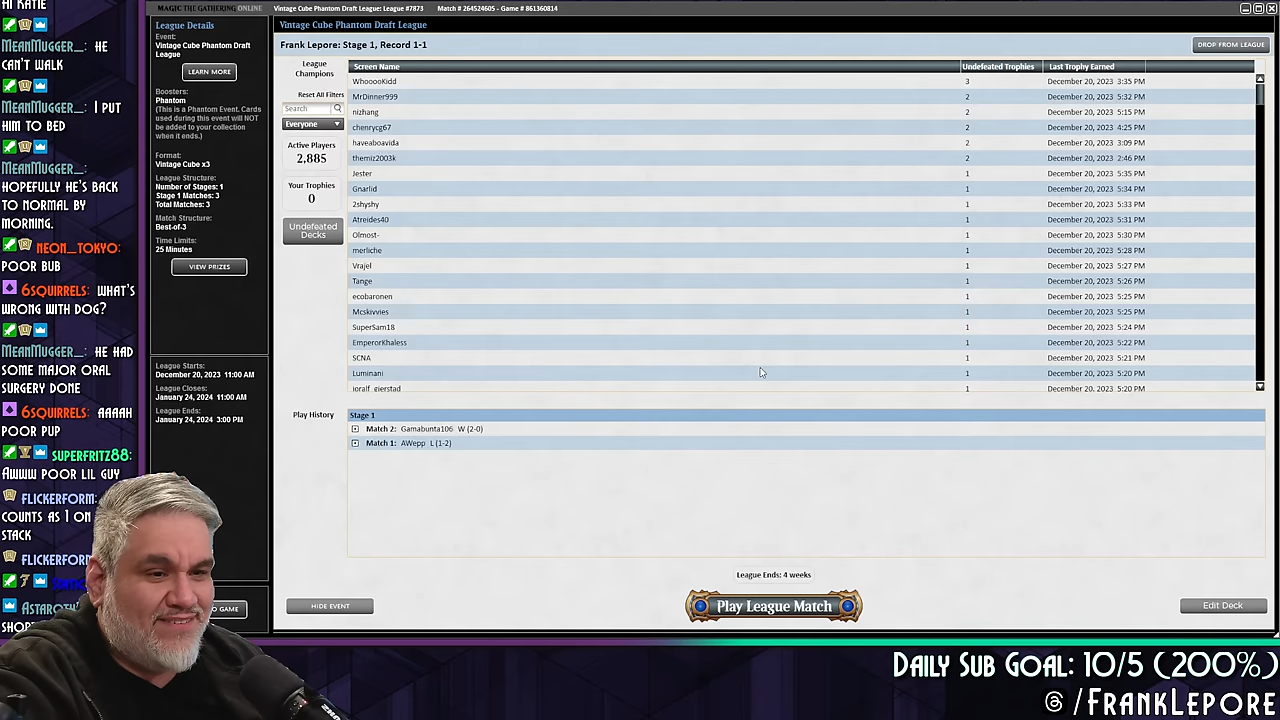 HI KATIE
MEANMUGGER_: HE
CAN'T WALK
MEANMUGGER_: I PUT
HIM TO BED
MEANMUGGER_:
HOPEFULLY HE'S BACK
TO NORMAL BY
MORNING.
NEON_TOKYO:
POOR BUB
6SQUIRRELS: WHAT'S
WRONG WITH DOG?
MEANMUGGER_: HE HAD
SOME MAJOR ORAL
SURGERY DONE
6SQUIRRELS: AAAAH
POOR PUP
SUPERFRITZ88:
AWWW POOR LIL GUY
FLICKERFORM:
COUNTS AS 1 ON
STACK
MAGIC THE GATHERING ONLINE
Vintage Cube Phantom Draft League: League #7873 Match # 264524605 - Game # 861360814
League Details
Event:
Vintage Cube Phantom Draft
League
LEARN MORE
Boosters:
Phantom
(This is a Phantom Event. Cards
used during this event will NOT
be added to your collection
when it ends.)
Format:
Vintage Cube x3
League Structure:
Number of Stages: 1
Stage 1 Matches: 3
Total Matches: 3
Match Structure:
Best-of-3
Time Limits:
25 Minutes
VIEW PRIZES
League Starts:
December 20, 2023 11:00 AM
League Closes:
January 24, 2024 11:00 AM
League Ends:
January 24, 2024 3:00 PM
GAME
Vintage Cube Phantom Draft League
Frank Lepore: Stage 1, Record 1-1
DROP FROM LEAGUE
League
Champions
Reset All Filters
Search
Everyone
Active Players
2,885
Your Trophies
0
Undefeated
Decks
Screen Name Undefeated Trophies Last Trophy Earned
WhooooKidd 3 December 20, 2023 3:35 PM
MrDinner999 2 December 20, 2023 5:32 PM
nizhang 2 December 20, 2023 5:15 PM
chenrycg67 2 December 20, 2023 4:25 PM
haveaboavida 2 December 20, 2023 3:09 PM
themiz2003k 2 December 20, 2023 2:46 PM
Jester 1 December 20, 2023 5:35 PM
Gnarlid 1 December 20, 2023 5:34 PM
2shyshy 1 December 20, 2023 5:33 PM
Atreides40 1 December 20, 2023 5:31 PM
Olmost- 1 December 20, 2023 5:30 PM
merliche 1 December 20, 2023 5:28 PM
Vrajel 1 December 20, 2023 5:27 PM
Tange 1 December 20, 2023 5:26 PM
ecobaronen 1 December 20, 2023 5:25 PM
Mcskivvies 1 December 20, 2023 5:25 PM
SuperSam18 1 December 20, 2023 5:24 PM
EmperorKhaless 1 December 20, 2023 5:22 PM
SCNA 1 December 20, 2023 5:21 PM
Luminani 1 December 20, 2023 5:20 PM
joralf_gjerstad 1 December 20, 2023 5:20 PM
Play History
Stage 1
Match 2: Gamabunta106 W (2-0)
Match 1: AWepp L (1-2)
League Ends: 4 weeks
HIDE EVENT
Play League Match
Edit Deck
DAILY SUB GOAL: 10/5 (200%)
@/FRANKLEPORE